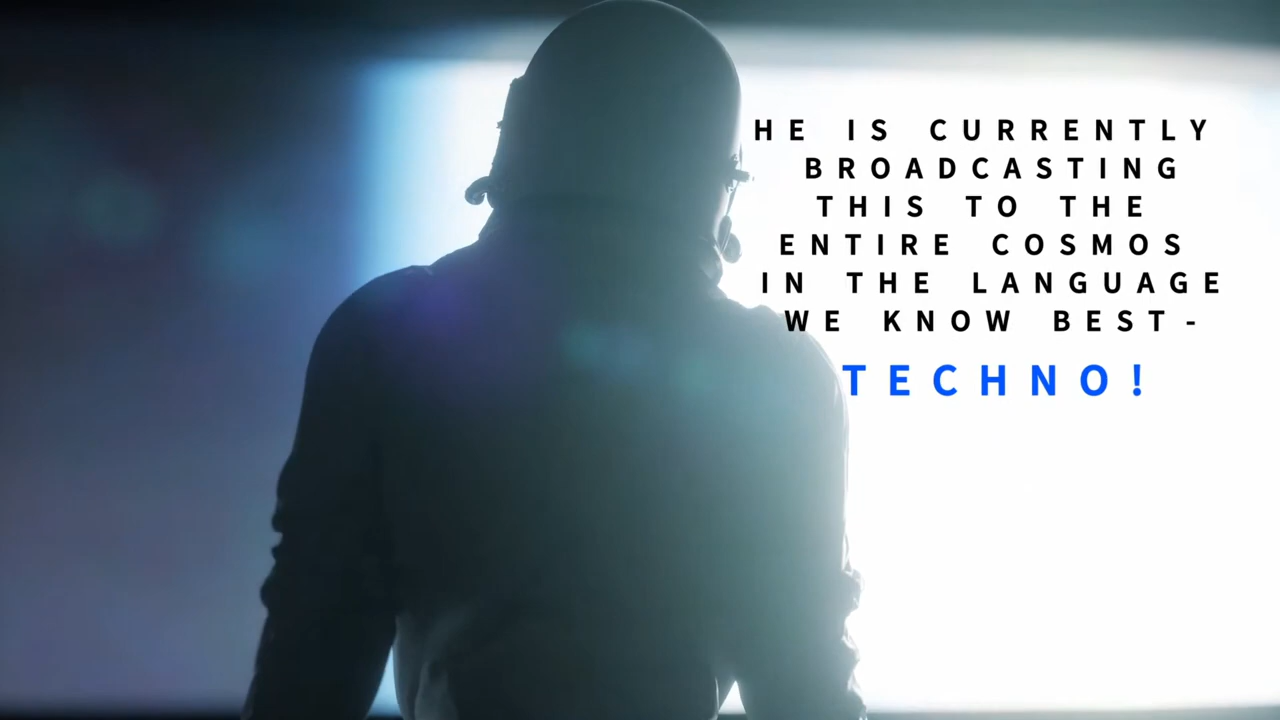 HE IS CURRENTLY
BROADCASTING
THIS TO THE
ENTIRE COSMOS
IN THE LANGUAGE
WE KNOW BEST-
TECHNO!